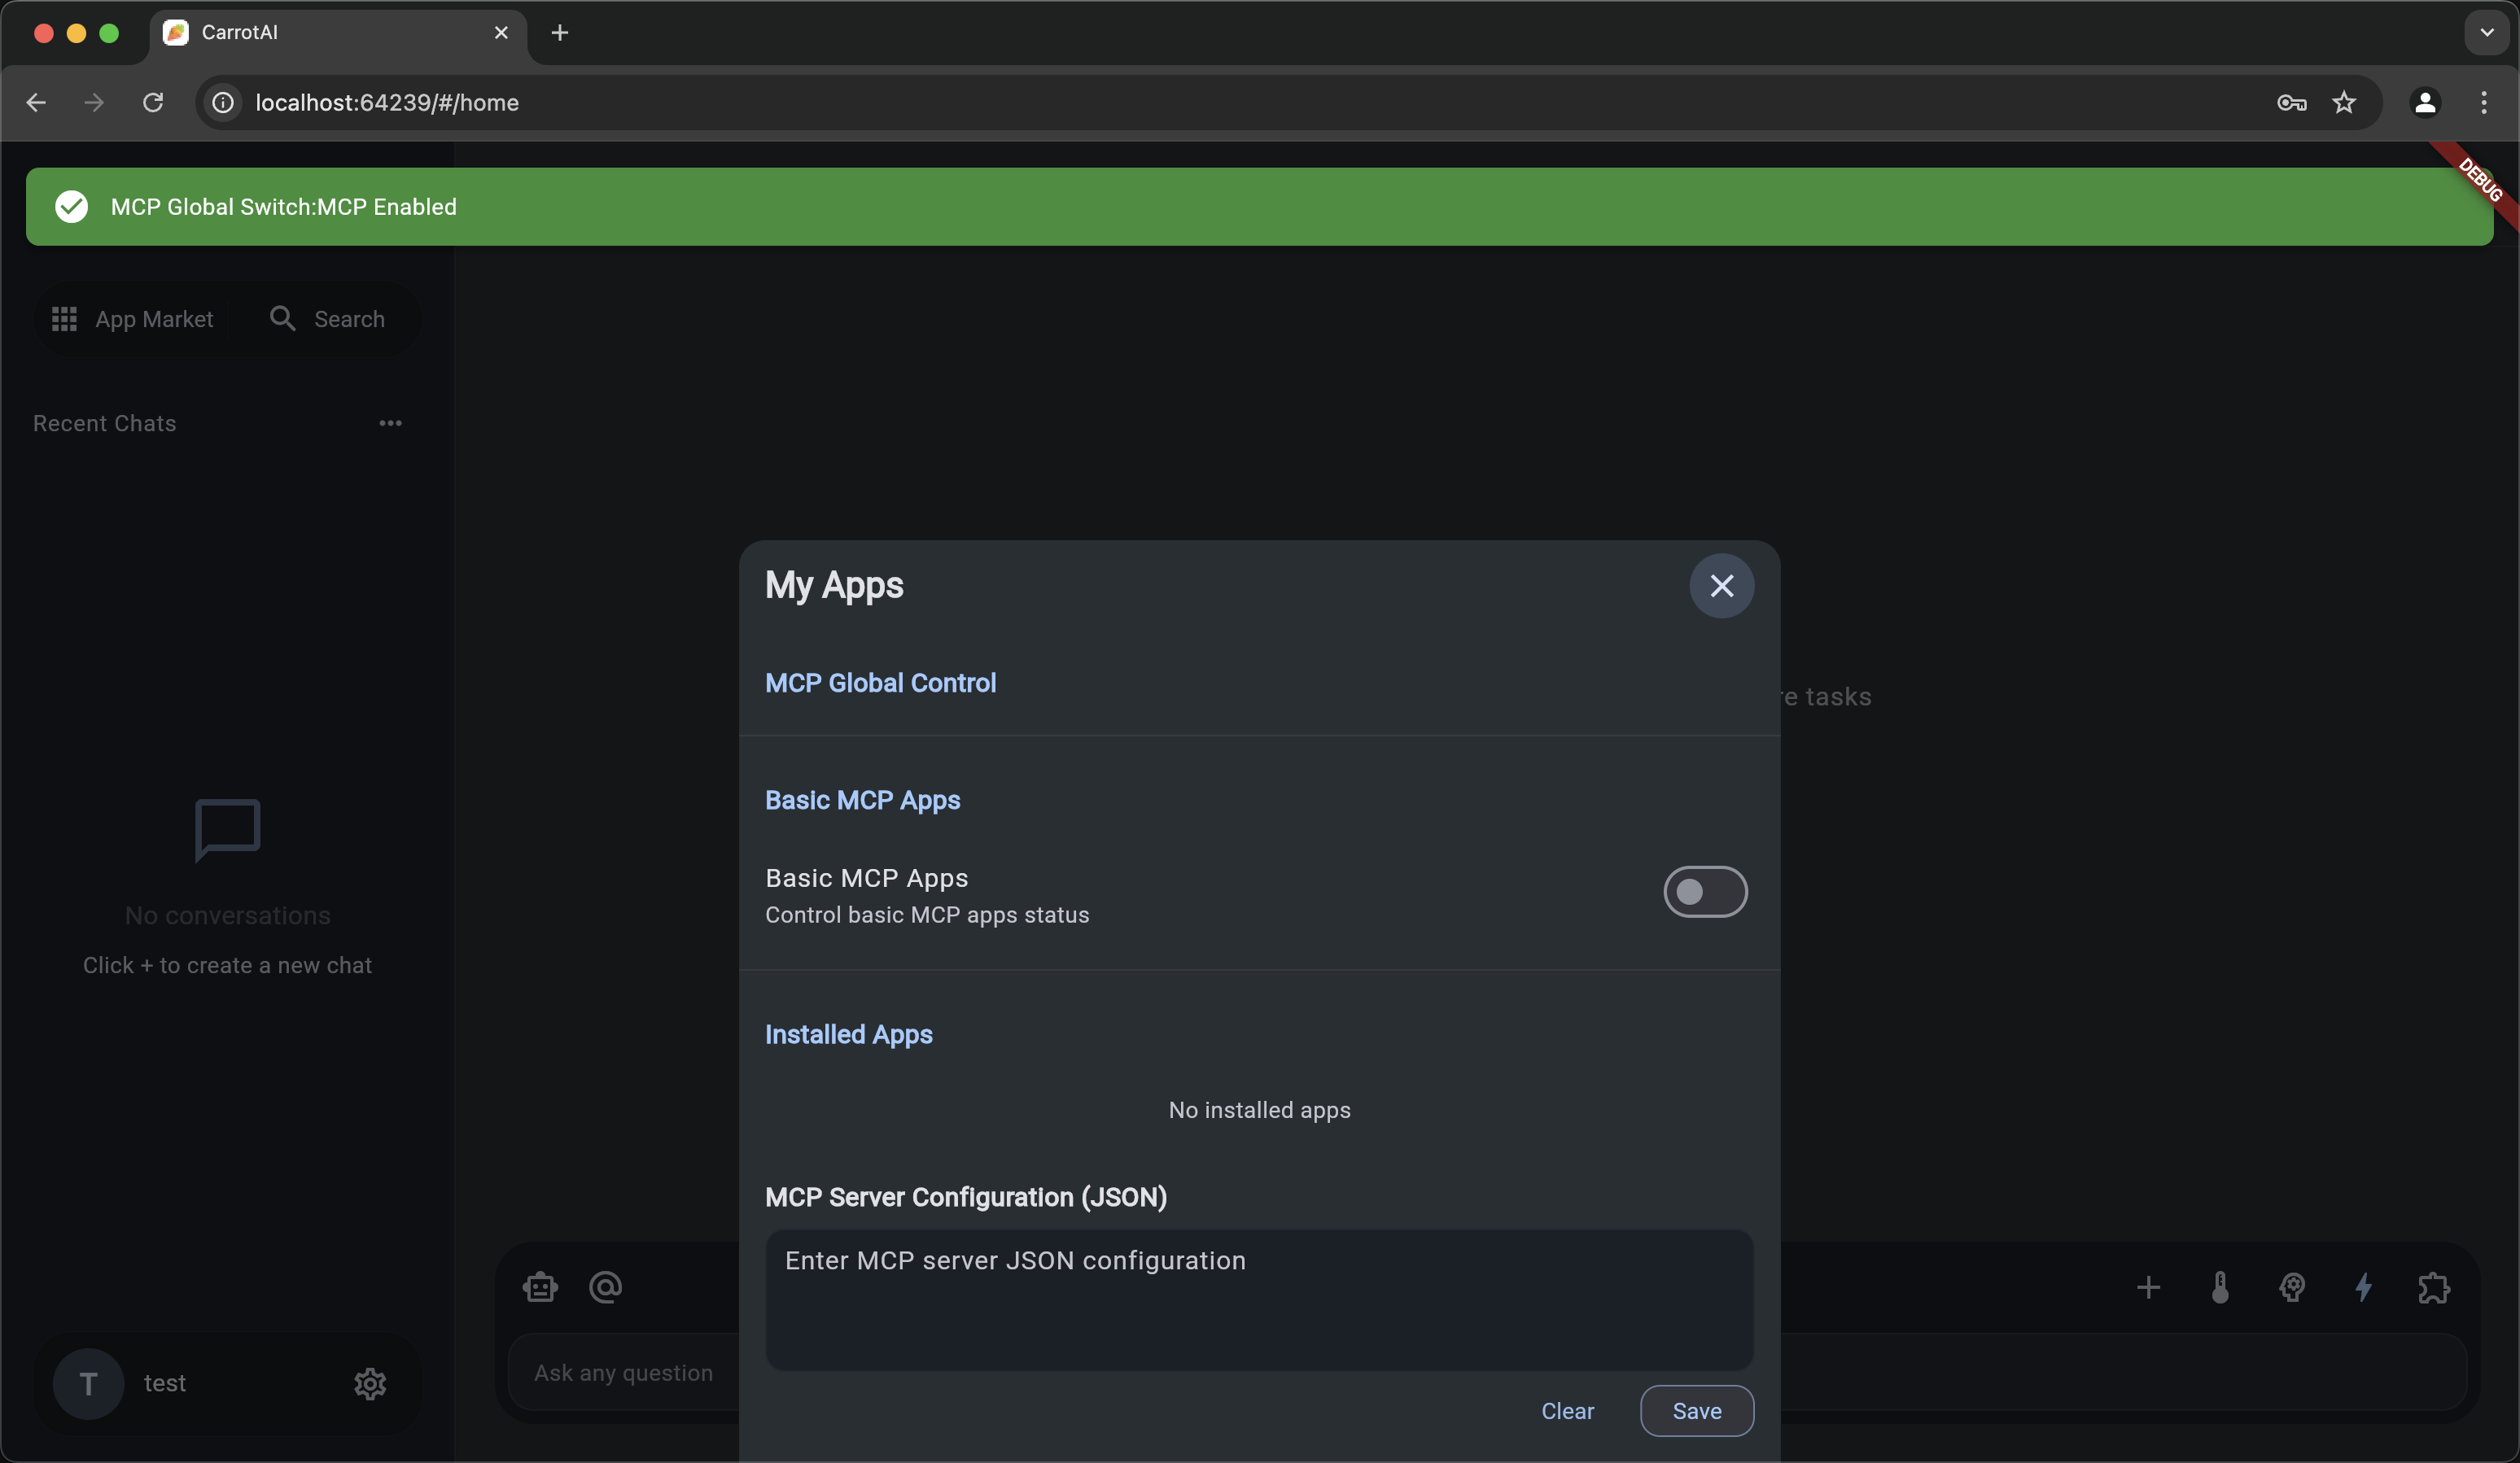 CarrotAI
localhost:64239/#/home
DEBUG
MCP Global Switch:MCP Enabled
App Market
Search
Recent Chats
No conversations
Click + to create a new chat
T
test
re tasks
My Apps
MCP Global Control
Basic MCP Apps
Basic MCP Apps
Control basic MCP apps status
Installed Apps
No installed apps
MCP Server Configuration (JSON)
Enter MCP server JSON configuration
Clear
Save
Ask any question